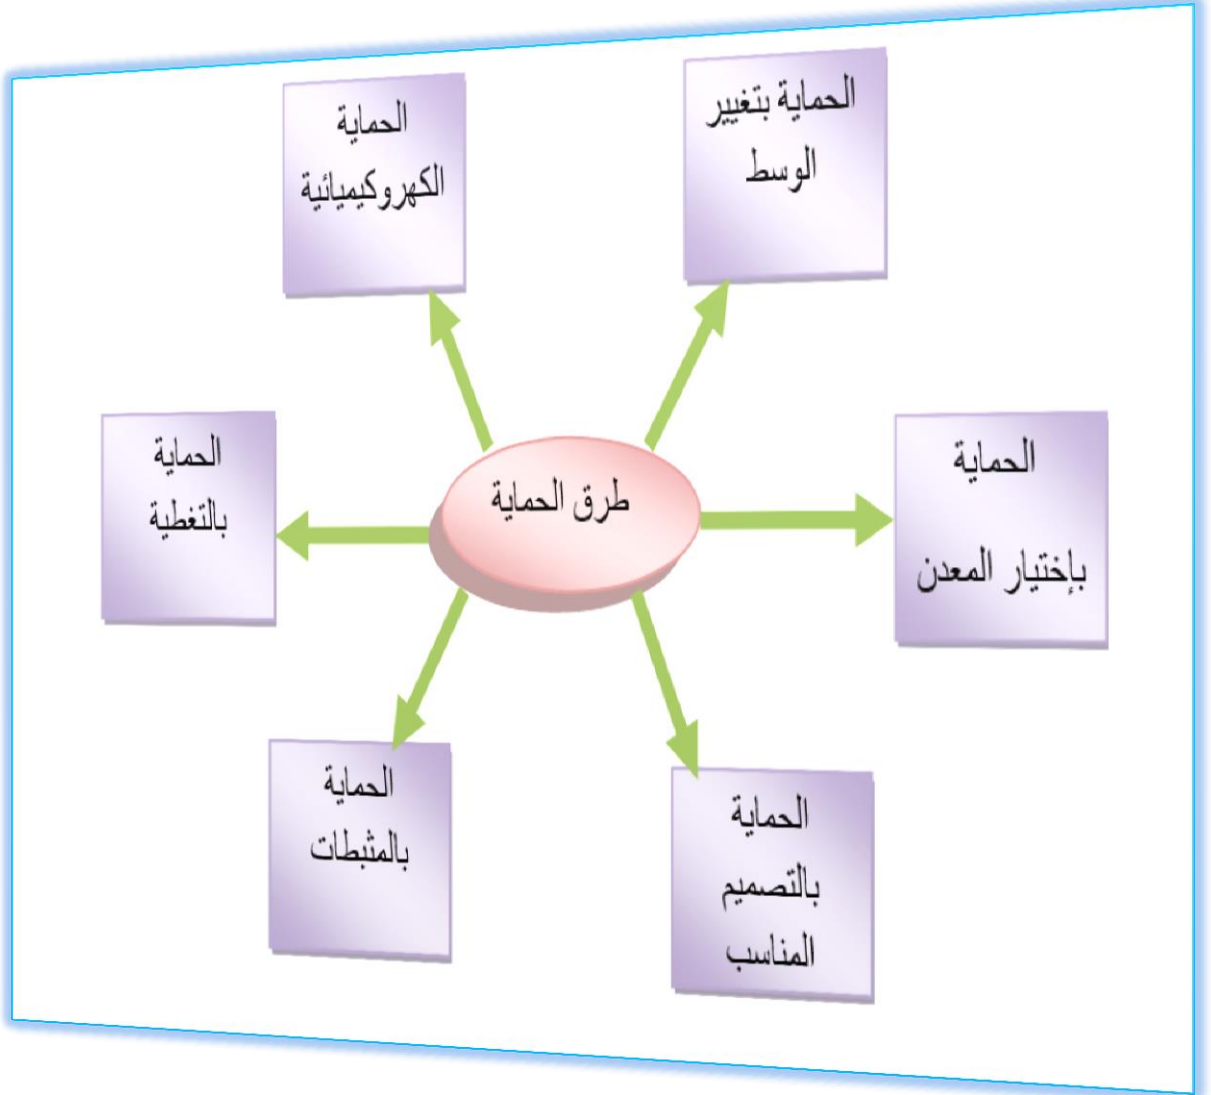 الحماية بتغيير
الوسط
الحماية
الكهروكيميائية
الحماية
بإختيار المعدن
طرق الحماية
الحماية
بالتغطية
الحماية
بالتصميم
المناسب
الحماية
بالمثبطات